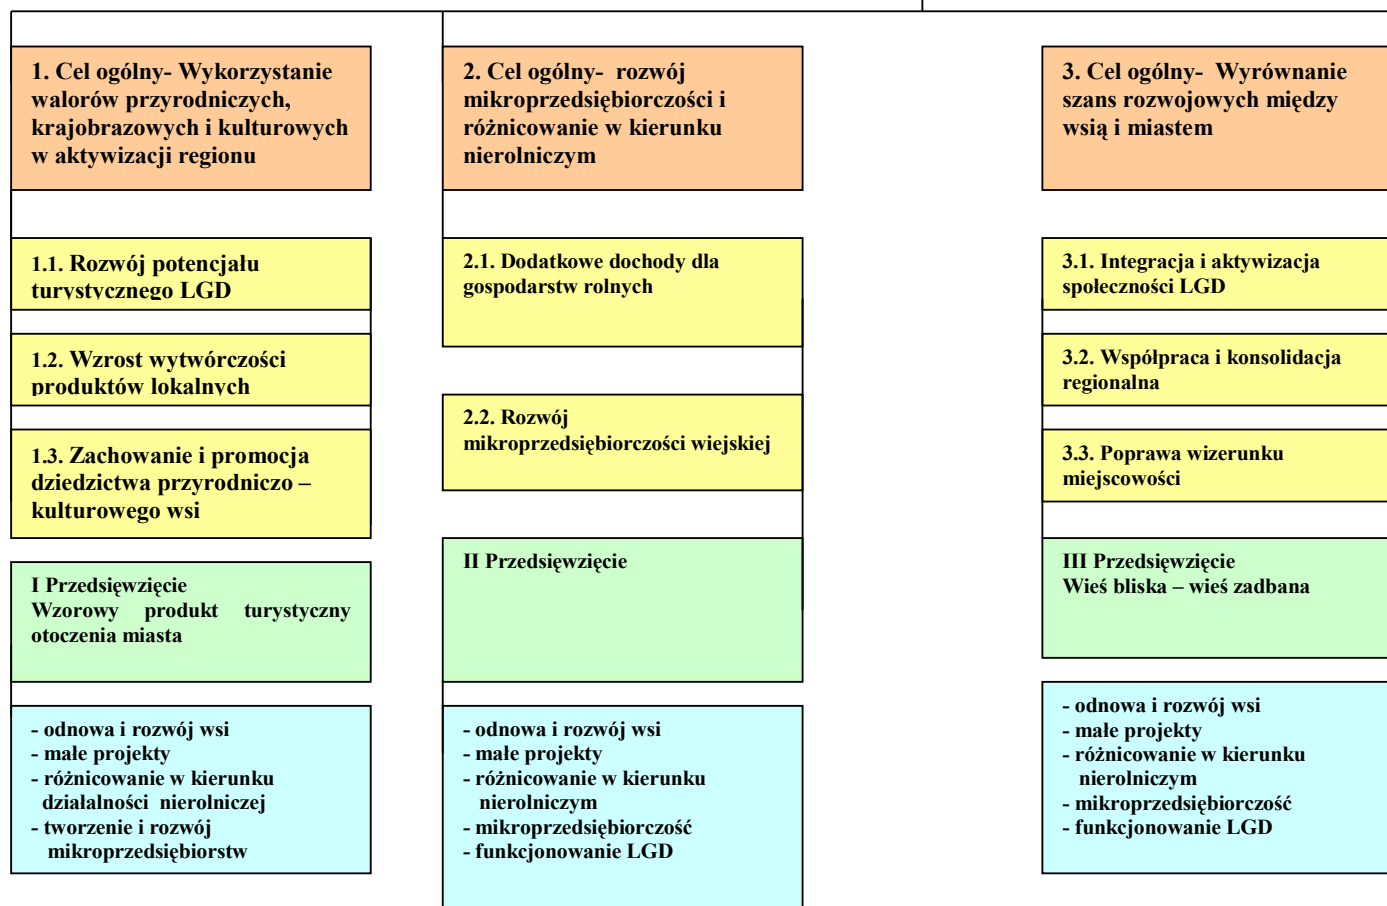 1. Cel ogólny- Wykorzystanie
walorów przyrodniczych,
krajobrazowych i kulturowych
w aktywizacji regionu
1.1. Rozwój potencjału
turystycznego LGD
1.2. Wzrost wytwórczości
produktów lokalnych
1.3. Zachowanie i promocja
dziedzictwa przyrodniczo –
kulturowego wsi
I Przedsięwzięcie
Wzorowy produkt turystyczny
otoczenia miasta
- odnowa i rozwój wsi
- małe projekty
- różnicowanie w kierunku
działalności nierolniczej
- tworzenie i rozwój
mikroprzedsiębiorstw
2. Cel ogólny- rozwój
mikroprzedsiębiorczości i
różnicowanie w kierunku
nierolniczym
2.1. Dodatkowe dochody dla
gospodarstw rolnych
2.2. Rozwój
mikroprzedsiębiorczości wiejskiej
II Przedsięwzięcie
- odnowa i rozwój wsi
- małe projekty
- różnicowanie w kierunku
nierolniczym
- mikroprzedsiębiorczość
- funkcjonowanie LGD
3. Cel ogólny- Wyrównanie
szans rozwojowych między
wsią i miastem
3.1. Integracja i aktywizacja
społeczności LGD
3.2. Współpraca i konsolidacja
regionalna
3.3. Poprawa wizerunku
miejscowości
III Przedsięwzięcie
Wieś bliska – wieś zadbana
- odnowa i rozwój wsi
- małe projekty
- różnicowanie w kierunku
nierolniczym
- mikroprzedsiębiorczość
- funkcjonowanie LGD